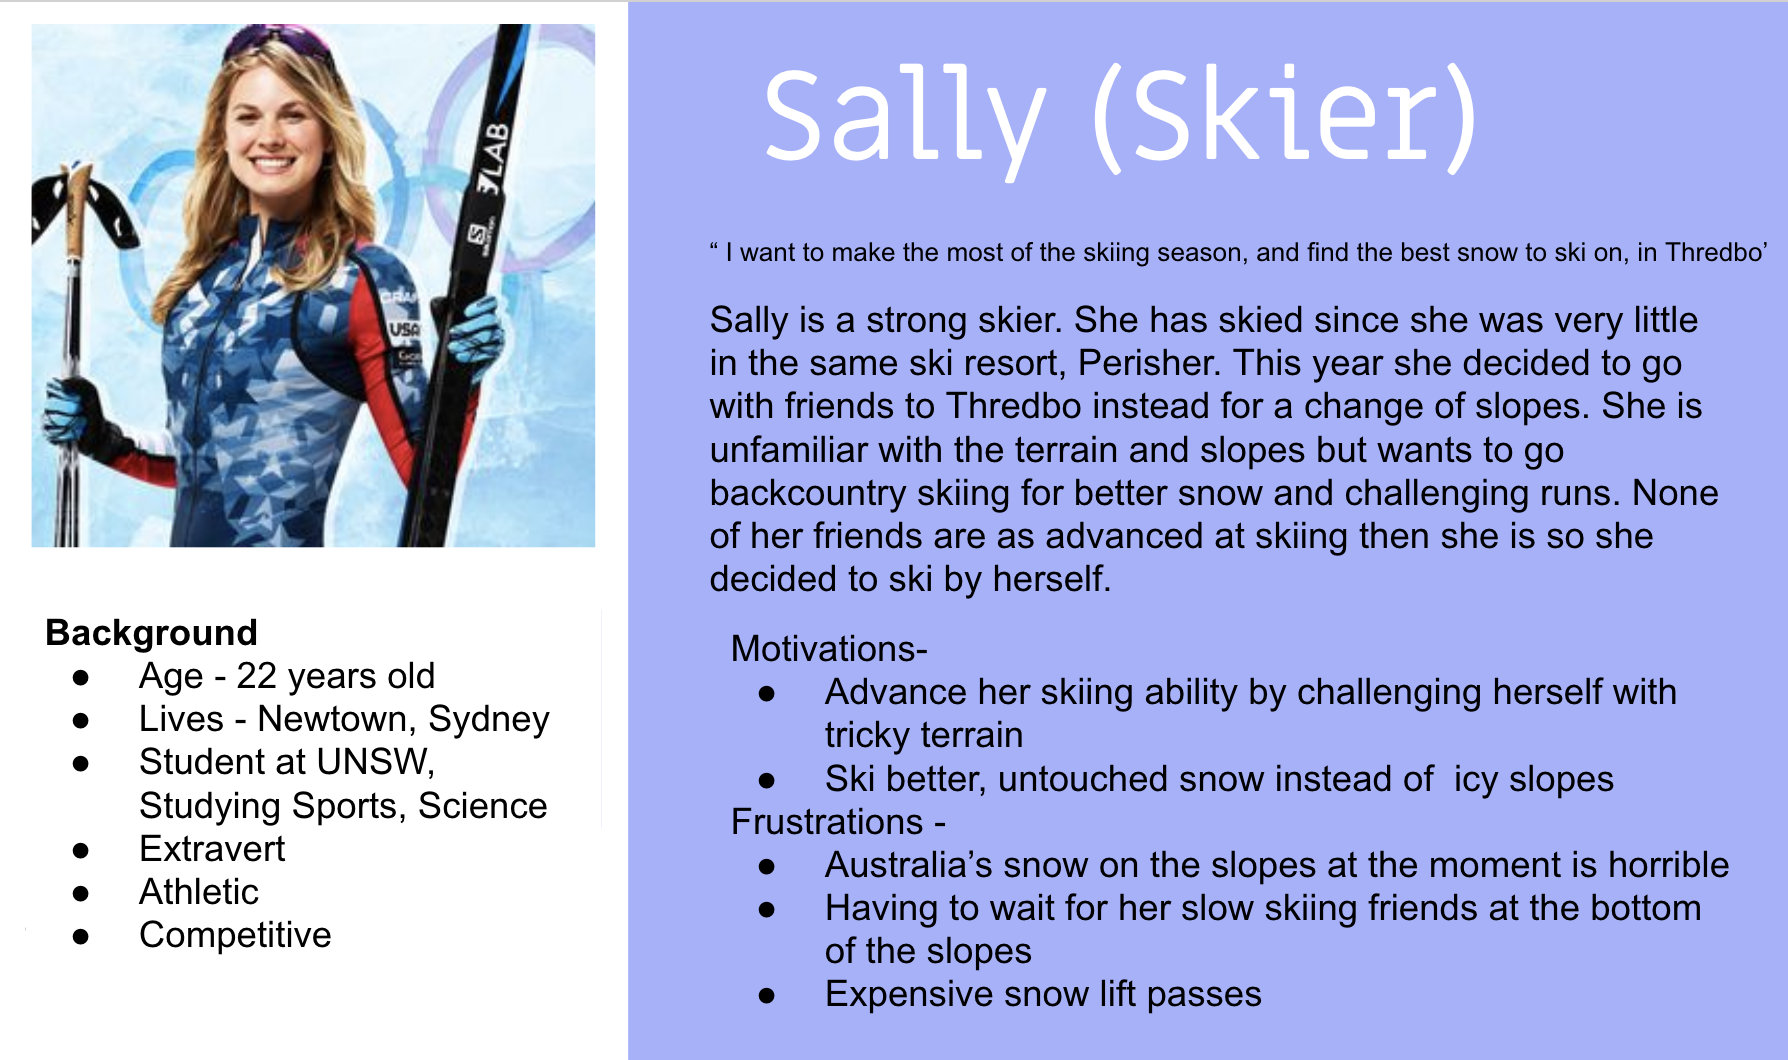 Sally (Skier)
“ I want to make the most of the skiing season, and find the best snow to ski on, in Thredbo’
Sally is a strong skier. She has skied since she was very little
in the same ski resort, Perisher. This year she decided to go
with friends to Thredbo instead for a change of slopes. She is
unfamiliar with the terrain and slopes but wants to go
backcountry skiing for better snow and challenging runs. None
of her friends are as advanced at skiing then she is so she
decided to ski by herself.
Motivations-
● Advance her skiing ability by challenging herself with
tricky terrain
● Ski better, untouched snow instead of  icy slopes
Frustrations -
● Australia’s snow on the slopes at the moment is horrible
● Having to wait for her slow skiing friends at the bottom
of the slopes
● Expensive snow lift passes
Background
● Age - 22 years old
● Lives - Newtown, Sydney
● Student at UNSW,
Studying Sports, Science
● Extravert
● Athletic
● Competitive
LAB
USA